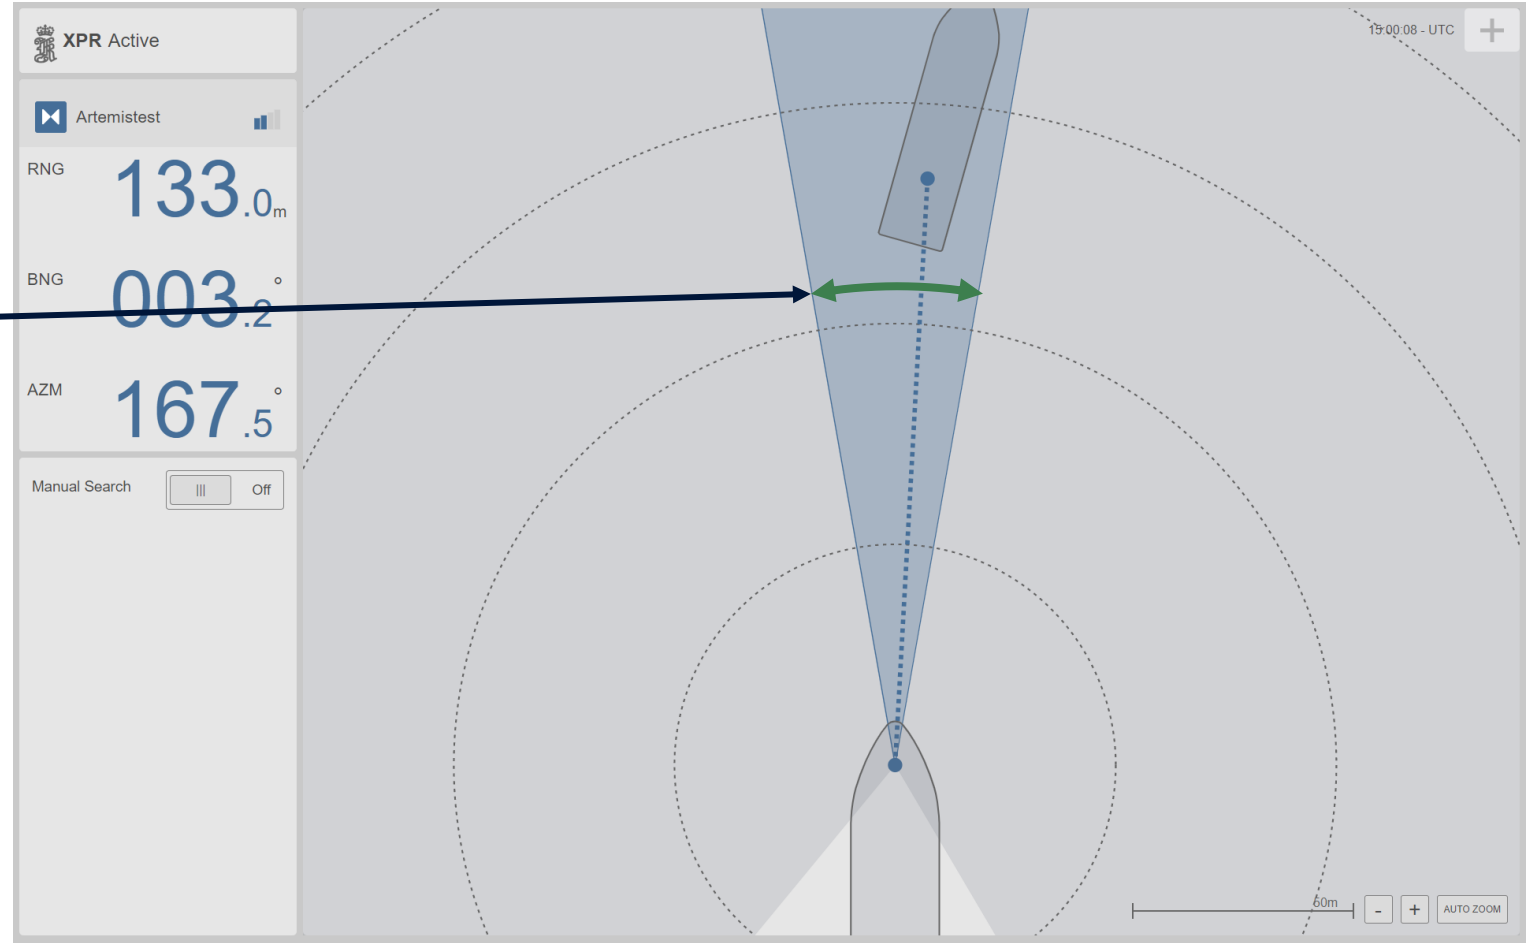 XPR Active
15:00:08 - UTC
Artemistest
RNG
133.0m
BNG
003.2°
AZM
167.5°
Manual Search
Off
60m
-
+
AUTO ZOOM